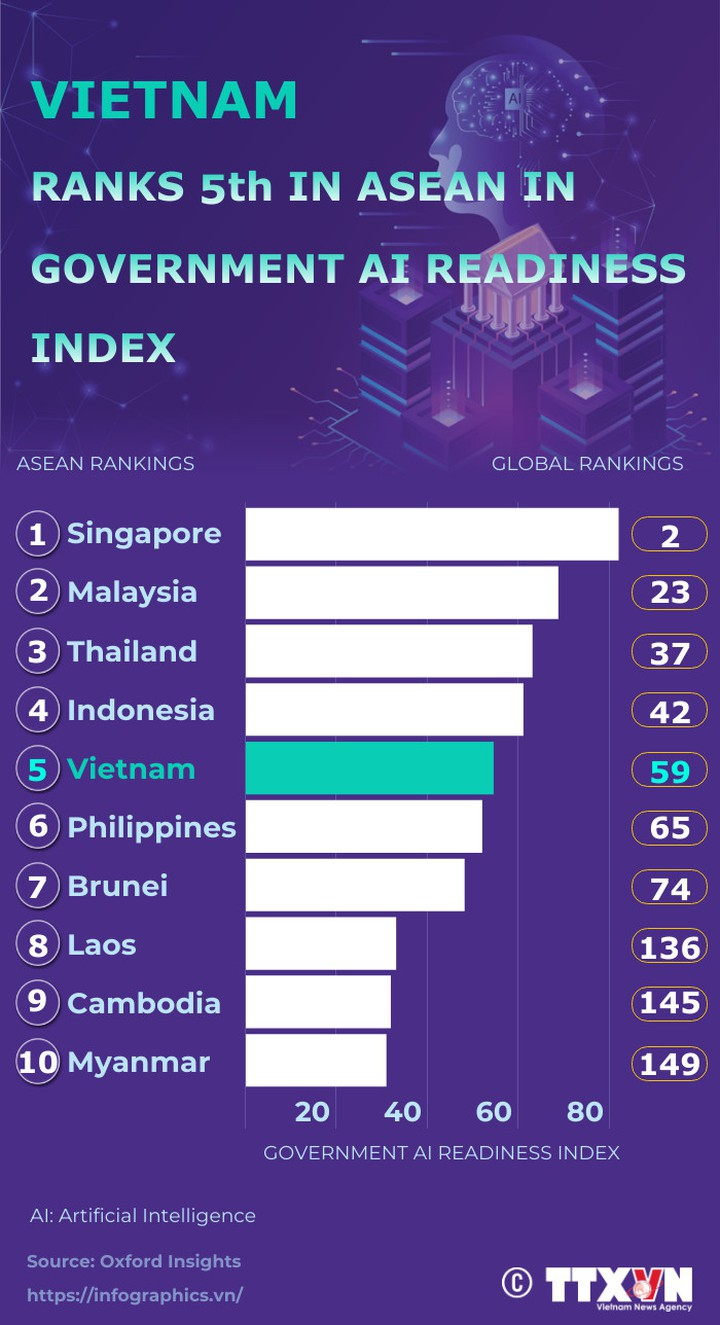 VIETNAM
RANKS 5th IN ASEAN IN
GOVERNMENT AI READINESS
INDEX
AI
ASEAN RANKINGS
GLOBAL RANKINGS
1 Singapore 2
2 Malaysia 23
3 Thailand 37
4 Indonesia 42
5 Vietnam 59
6 Philippines 65
7 Brunei 74
8 Laos 136
9 Cambodia 145
10 Myanmar 149
20 40 60 80
GOVERNMENT AI READINESS INDEX
AI: Artificial Intelligence
Source: Oxford Insights
https://infographics.vn/
© TTXVN
Vietnam News Agency